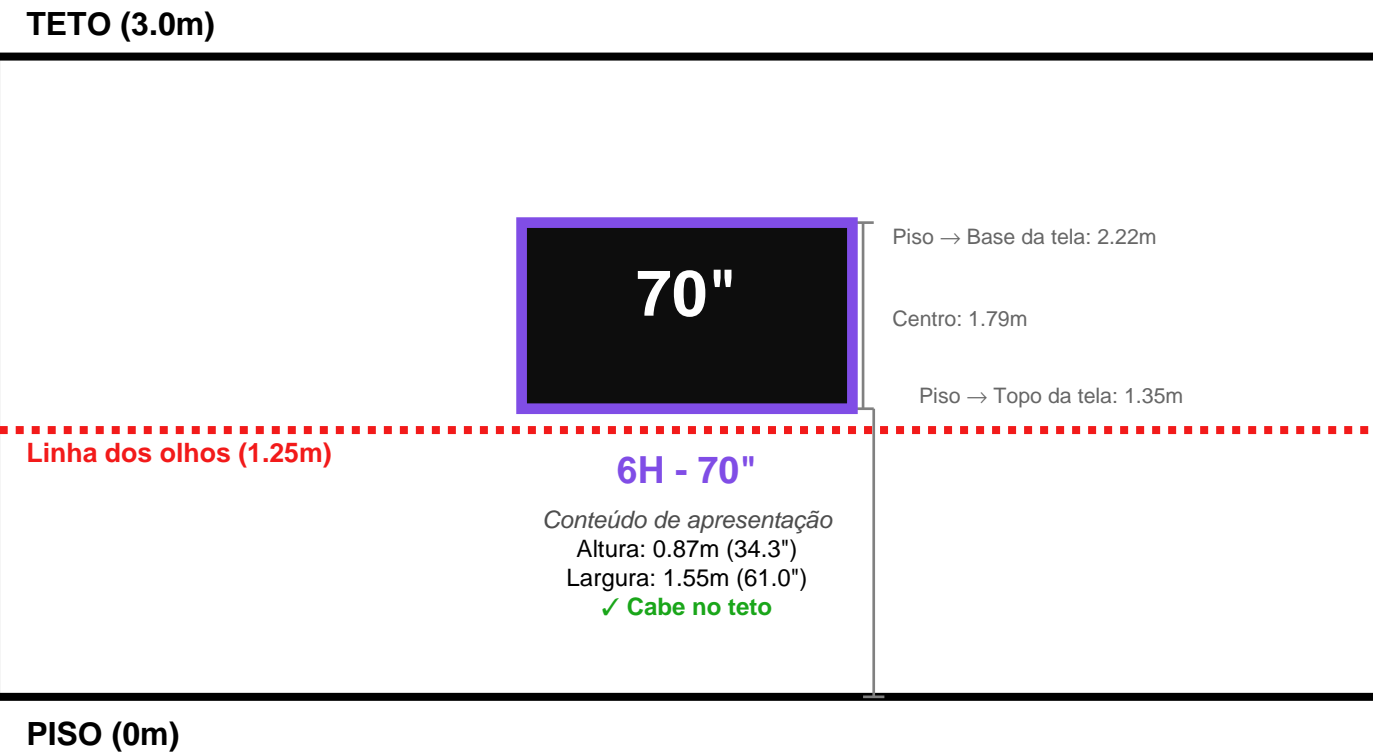 TETO (3.0m)
70"
Piso → Base da tela: 2.22m
Centro: 1.79m
Piso → Topo da tela: 1.35m
Linha dos olhos (1.25m)
6H - 70"
Conteúdo de apresentação
Altura: 0.87m (34.3")
Largura: 1.55m (61.0")
✓ Cabe no teto
PISO (0m)